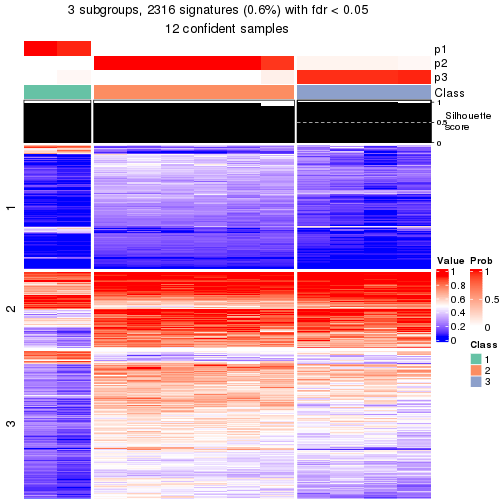 3 subgroups, 2316 signatures (0.6%) with fdr < 0.05
12 confident samples
p1
p2
p3
Class
1
0.5
0
Silhouette
score
1
2
3
Value Prob
1 1
0.8
0.6 0.5
0.4
0.2
0 0
Class
1
2
3